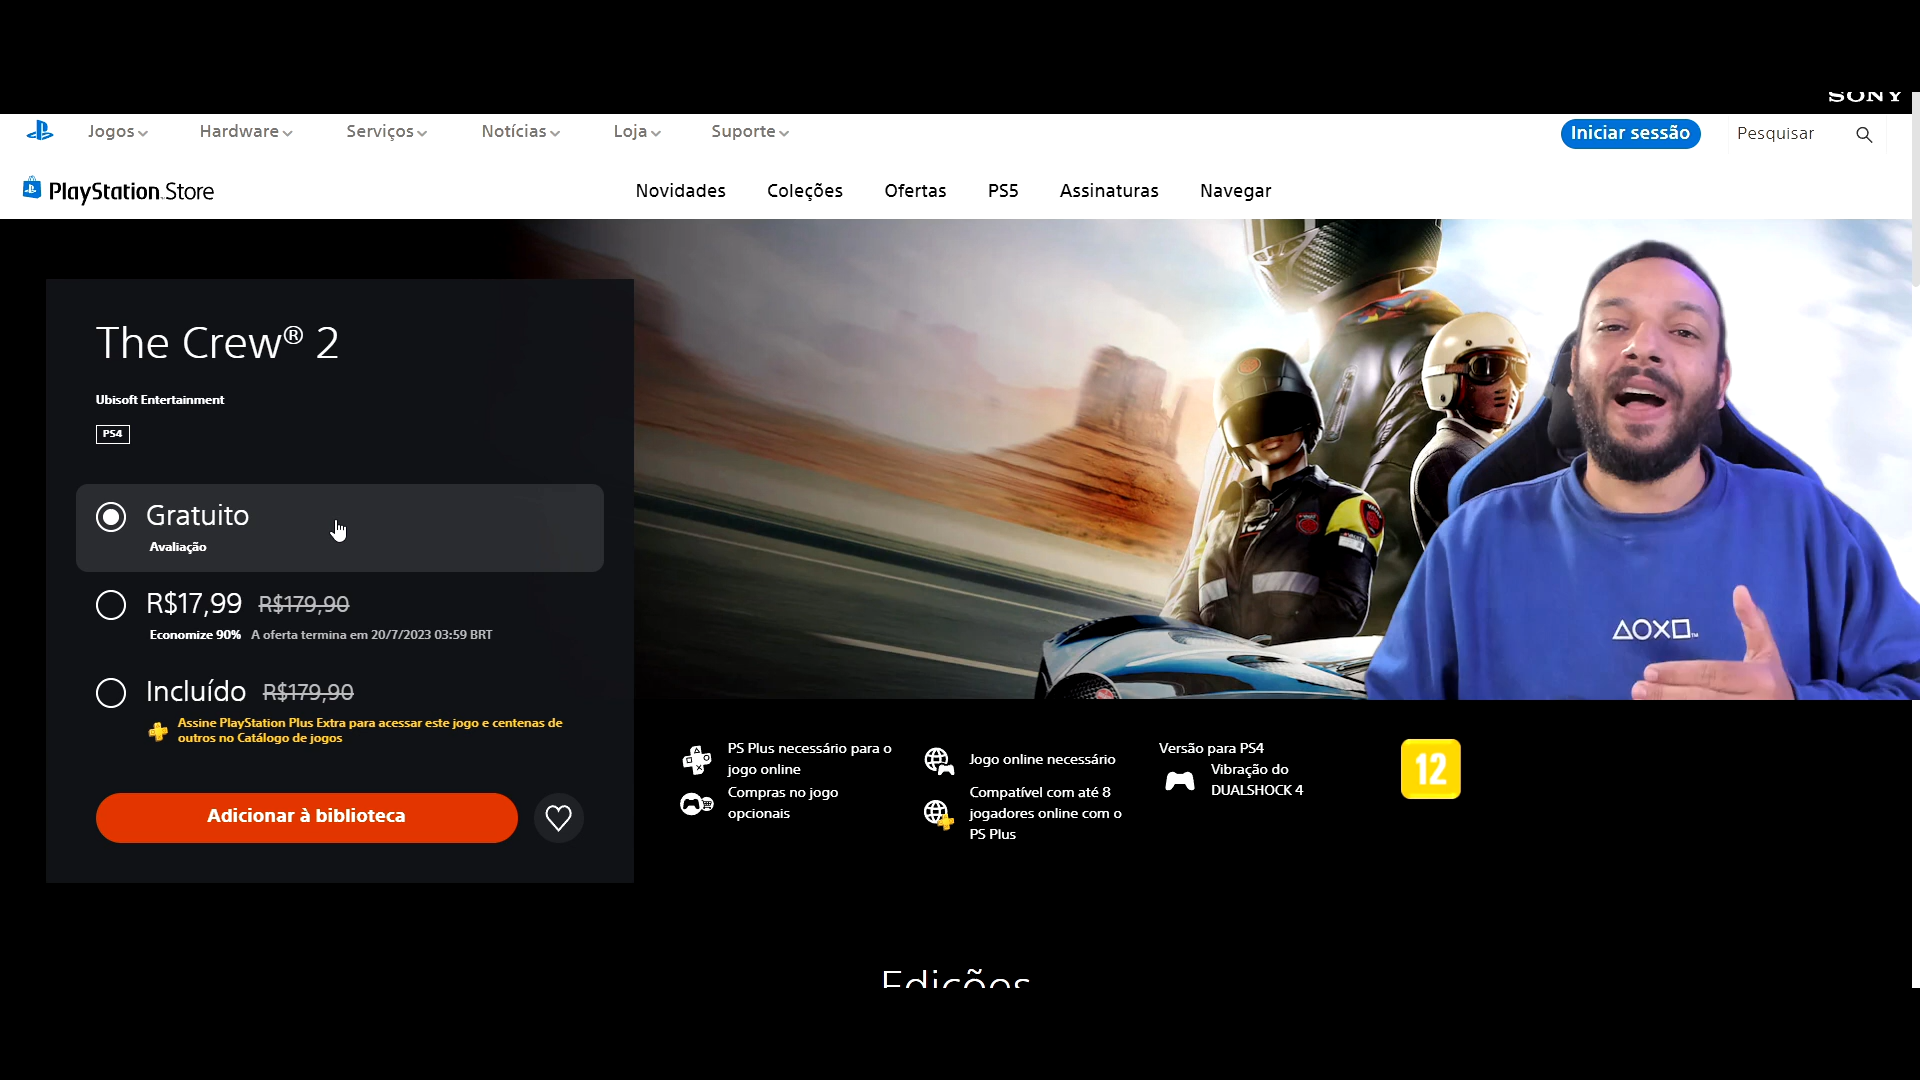 SONY
Jogos Hardware Serviços Notícias Loja Suporte Iniciar sessão Pesquisar
PlayStation Store Novidades Coleções Ofertas PS5 Assinaturas Navegar
The Crew® 2
Ubisoft Entertainment
PS4
Gratuito
Avaliação
R$17,99 R$179,90
Economize 90% A oferta termina em 20/7/2023 03:59 BRT
Incluído R$179,90
Assine PlayStation Plus Extra para acessar este jogo e centenas de
outros no Catálogo de jogos
Adicionar à biblioteca
PS Plus necessário para o
jogo online
Compras no jogo
opcionais
Jogo online necessário
Compatível com até 8
jogadores online com o
PS Plus
Versão para PS4
Vibração do
DUALSHOCK 4
12
Edições